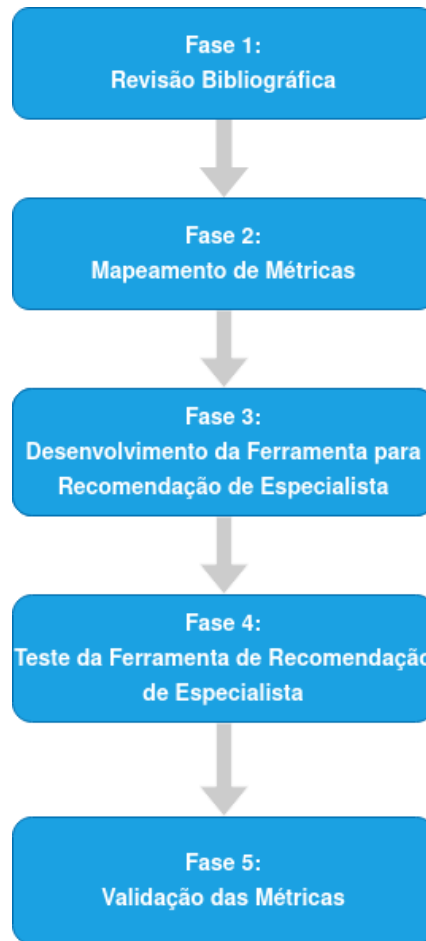 Fase 1:
Revisão Bibliográfica
Fase 2:
Mapeamento de Métricas
Fase 3:
Desenvolvimento da Ferramenta para
Recomendação de Especialista
Fase 4:
Teste da Ferramenta de Recomendação
de Especialista
Fase 5:
Validação das Métricas